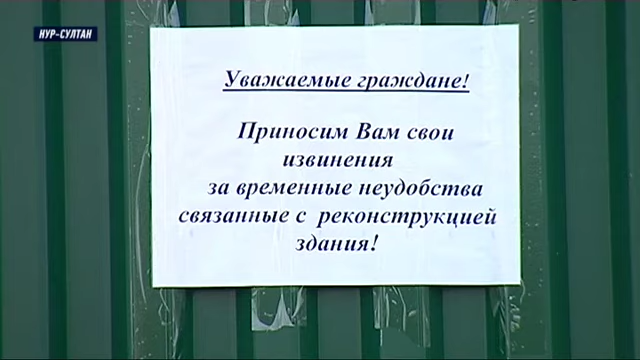 НУР-СУЛТАН
Уважаемые граждане!
Приносим Вам свои
извинения
за временные неудобства
связанные с реконструкцией
здания!